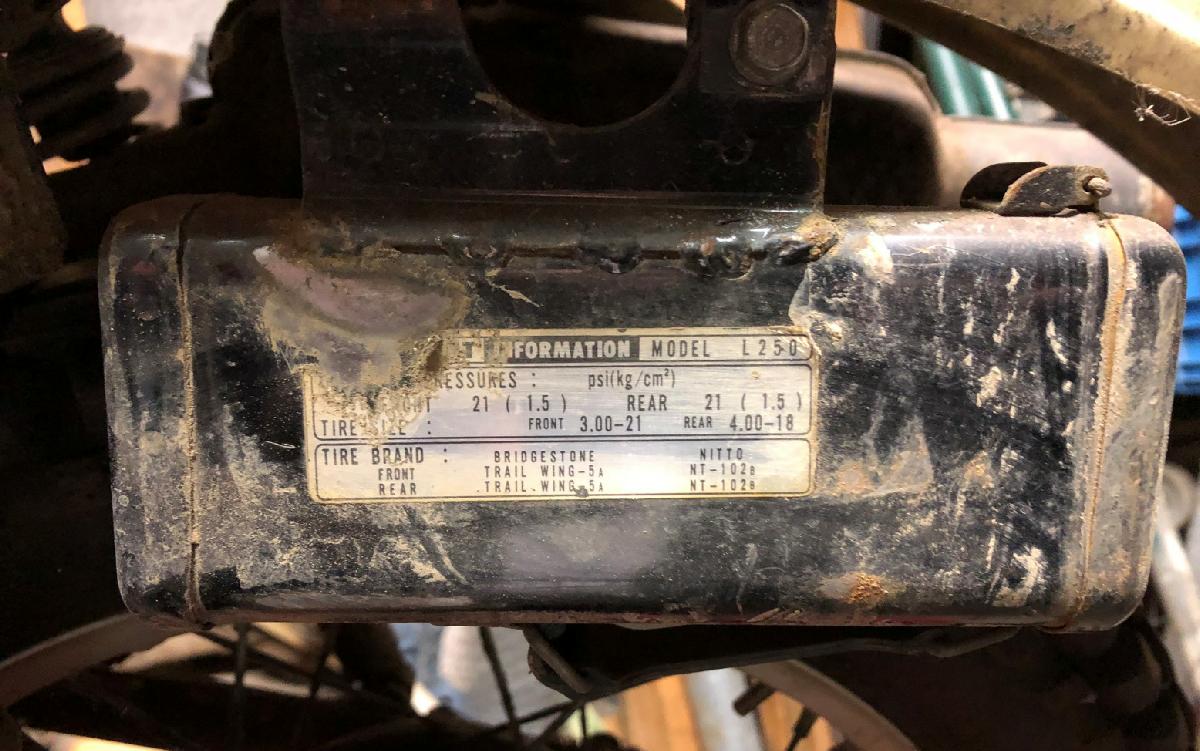 T INFORMATION MODEL L250
PRESSURES : psi(kg/cm²)
21 ( 1.5 ) REAR 21 ( 1.5 )
TIRE SIZE : FRONT 3.00-21 REAR 4.00-18
TIRE BRAND : BRIDGESTONE NITTO
FRONT TRAIL WING-5A NT-102B
REAR TRAIL WING-5A NT-102B